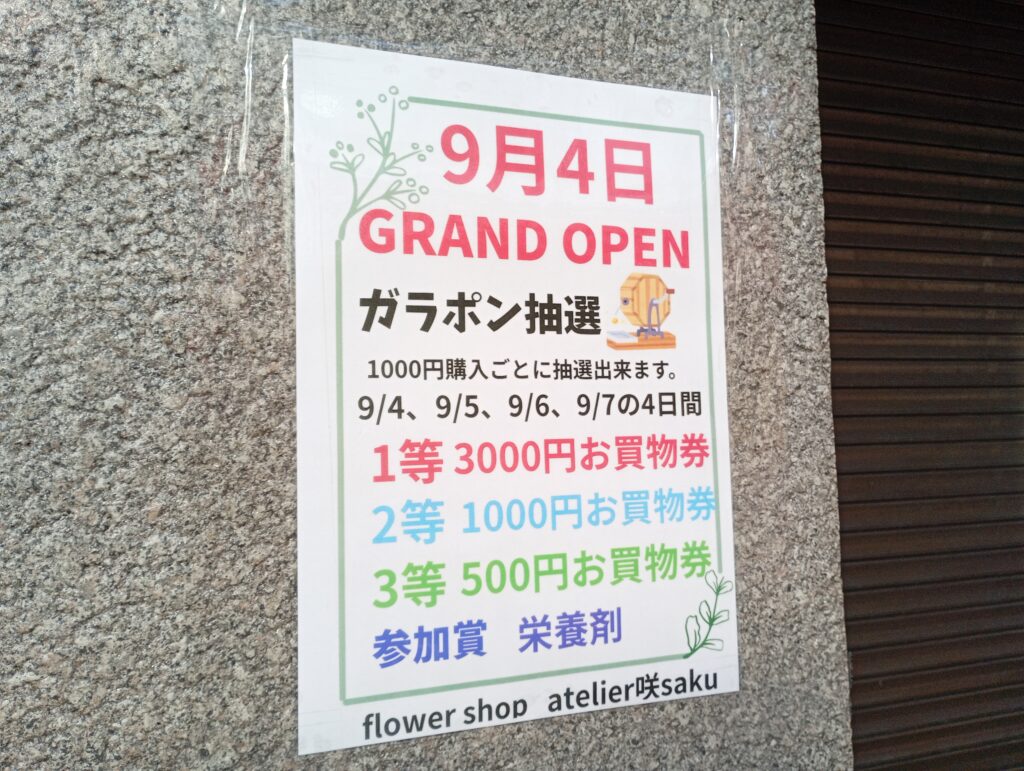 9月4日
GRAND OPEN
ガラポン抽選
1000円購入ごとに抽選出来ます。
9/4、9/5、9/6、9/7の4日間
1等 3000円お買物券
2等 1000円お買物券
3等 500円お買物券
参加賞 栄養剤
flower shop atelier咲saku